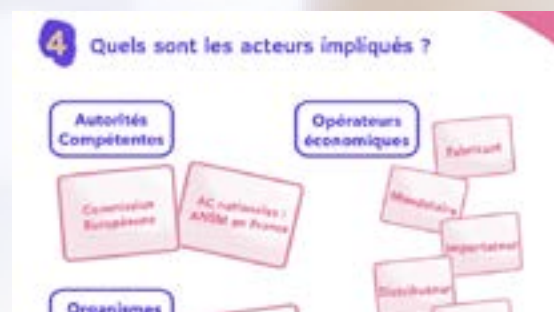 4 Quels sont les acteurs impliqués ?
Autorités
Compétentes
Opérateurs
économiques
Fabricant
Commission
Européenne
AC nationales :
ANSM en France
Mandataire
Importateur
Distributeur
Organismes